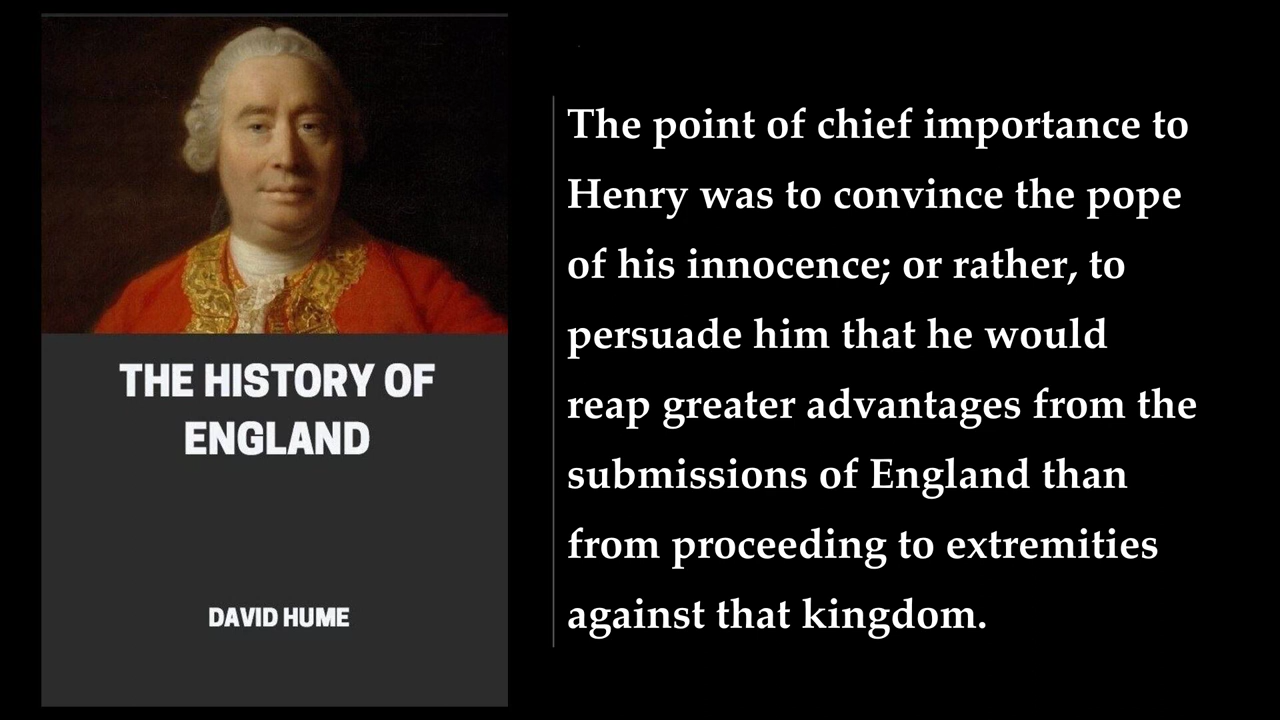 THE HISTORY OF
ENGLAND
DAVID HUME
The point of chief importance to
Henry was to convince the pope
of his innocence; or rather, to
persuade him that he would
reap greater advantages from the
submissions of England than
from proceeding to extremities
against that kingdom.